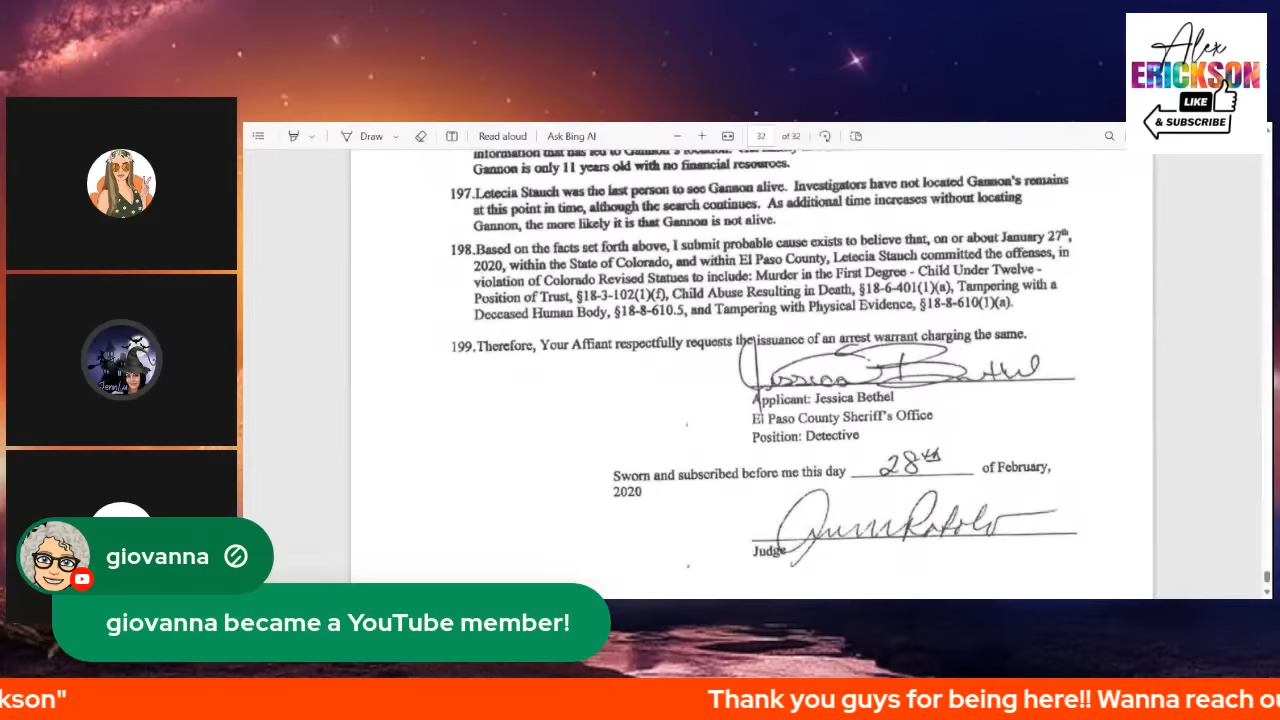 Alex
ERICKSON
LIKE
& SUBSCRIBE
Draw
Read aloud
Ask Bing AI
32
of 32
information that has led to Gannon's location.
Gannon is only 11 years old with no financial resources.
197.Letecia Stauch was the last person to see Gannon alive. Investigators have not located Gannon's remains
at this point in time, although the search continues. As additional time increases without locating
Gannon, the more likely it is that Gannon is not alive.
198.Based on the facts set forth above, I submit probable cause exists to believe that, on or about January 27th,
2020, within the State of Colorado, and within El Paso County, Letecia Stauch committed the offenses, in
violation of Colorado Revised Statues to include: Murder in the First Degree - Child Under Twelve -
Position of Trust, §18-3-102(1)(f), Child Abuse Resulting in Death, §18-6-401(1)(a), Tampering with a
Deceased Human Body, §18-8-610.5, and Tampering with Physical Evidence, §18-8-610(1)(a).
199.Therefore, Your Affiant respectfully requests the issuance of an arrest warrant charging the same.
Jessica Bethel
Applicant: Jessica Bethel
El Paso County Sheriff's Office
Position: Detective
Sworn and subscribed before me this day 28th of February,
2020
Judge
giovanna
giovanna became a YouTube member!
kson"
Thank you guys for being here!! Wanna reach ou